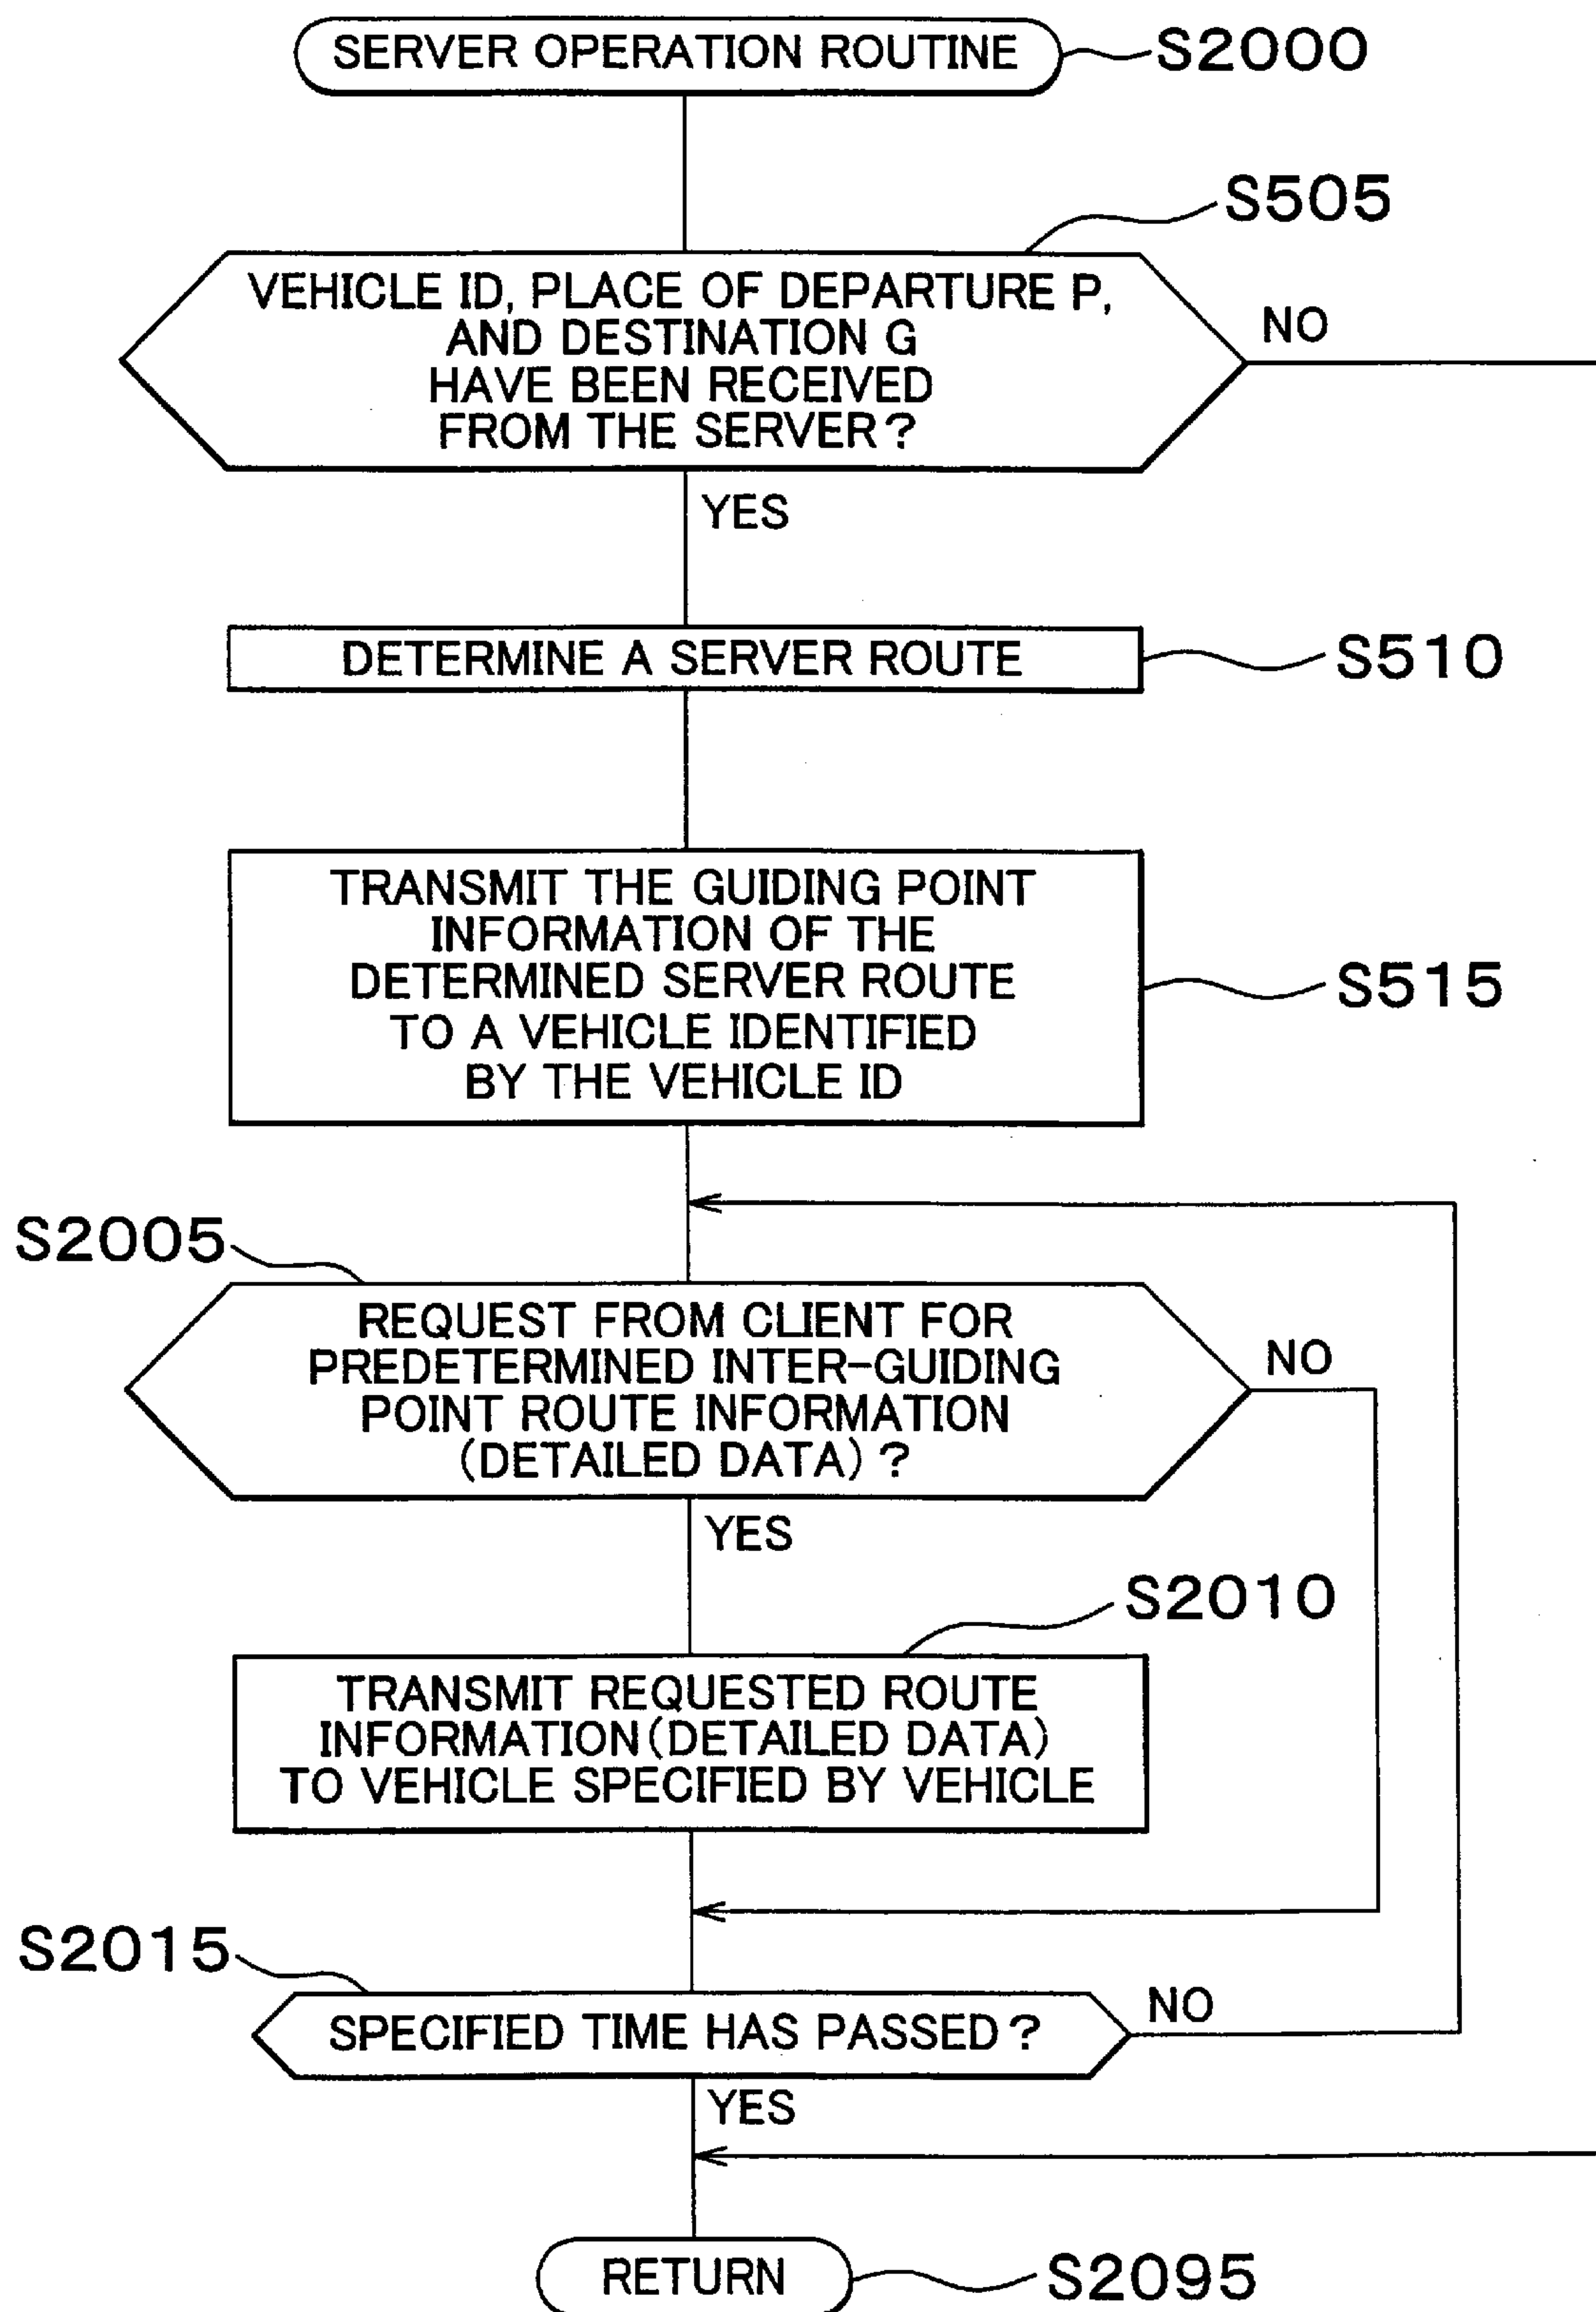 SERVER OPERATION ROUTINE
S2000
S505
VEHICLE ID, PLACE OF DEPARTURE P,
AND DESTINATION G
HAVE BEEN RECEIVED
FROM THE SERVER?
NO
YES
DETERMINE A SERVER ROUTE
S510
TRANSMIT THE GUIDING POINT
INFORMATION OF THE
DETERMINED SERVER ROUTE
TO A VEHICLE IDENTIFIED
BY THE VEHICLE ID
S515
S2005
REQUEST FROM CLIENT FOR
PREDETERMINED INTER-GUIDING
POINT ROUTE INFORMATION
(DETAILED DATA)?
NO
YES
S2010
TRANSMIT REQUESTED ROUTE
INFORMATION(DETAILED DATA)
TO VEHICLE SPECIFIED BY VEHICLE
S2015
SPECIFIED TIME HAS PASSED?
NO
YES
RETURN
S2095